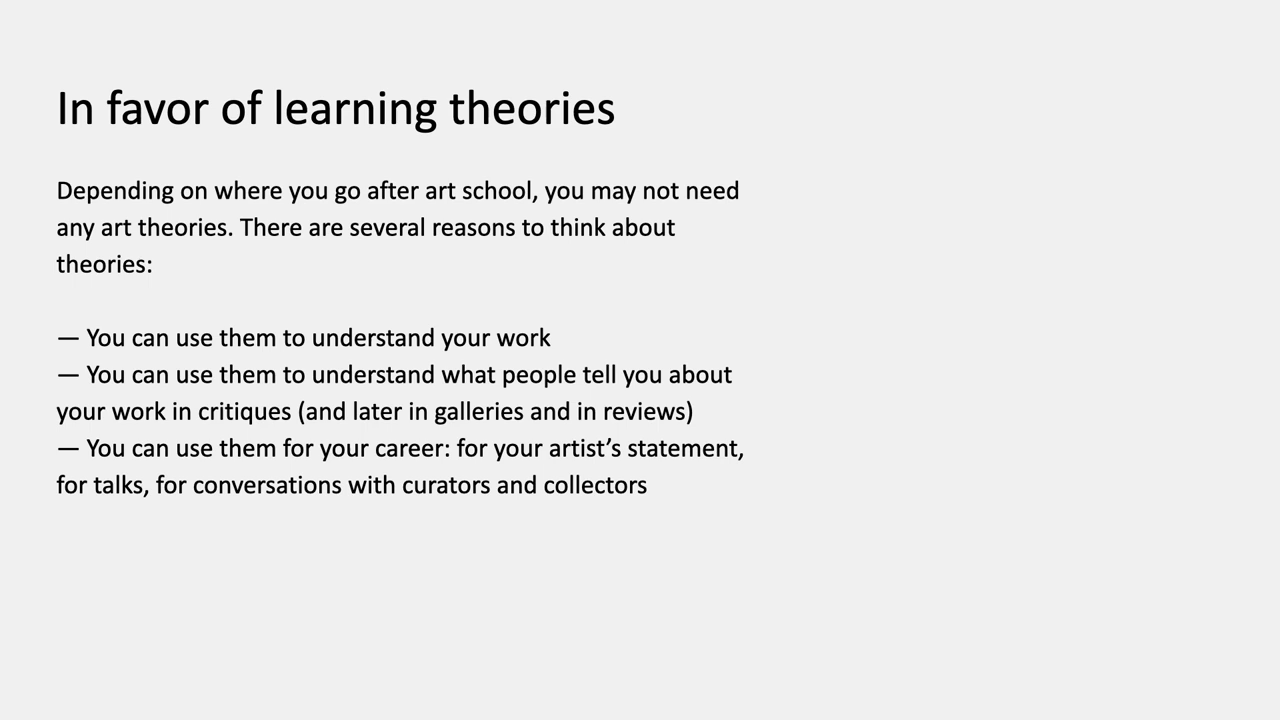 In favor of learning theories
Depending on where you go after art school, you may not need
any art theories. There are several reasons to think about
theories:
— You can use them to understand your work
— You can use them to understand what people tell you about
your work in critiques (and later in galleries and in reviews)
— You can use them for your career: for your artist’s statement,
for talks, for conversations with curators and collectors